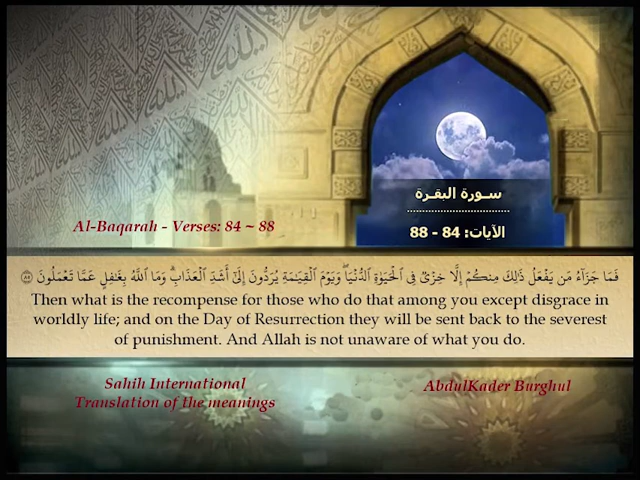 سورة البقرة
الآيات: 84 - 88
Al-Baqarah - Verses: 84 ~ 88
فَمَا جَزَآءُ مَن يَفْعَلُ ذَٰلِكَ مِنكُمْ إِلَّا خِزْىٌ فِى ٱلْحَيَوٰةِ ٱلدُّنْيَا ۖ وَيَوْمَ ٱلْقِيَـٰمَةِ يُرَدُّونَ إِلَىٰٓ أَشَدِّ ٱلْعَذَابِ ۗ وَمَا ٱللَّهُ بِغَـٰفِلٍ عَمَّا تَعْمَلُونَ
Then what is the recompense for those who do that among you except disgrace in
worldly life; and on the Day of Resurrection they will be sent back to the severest
of punishment. And Allah is not unaware of what you do.
Sahih International
Translation of the meanings
AbdulKader Burghul